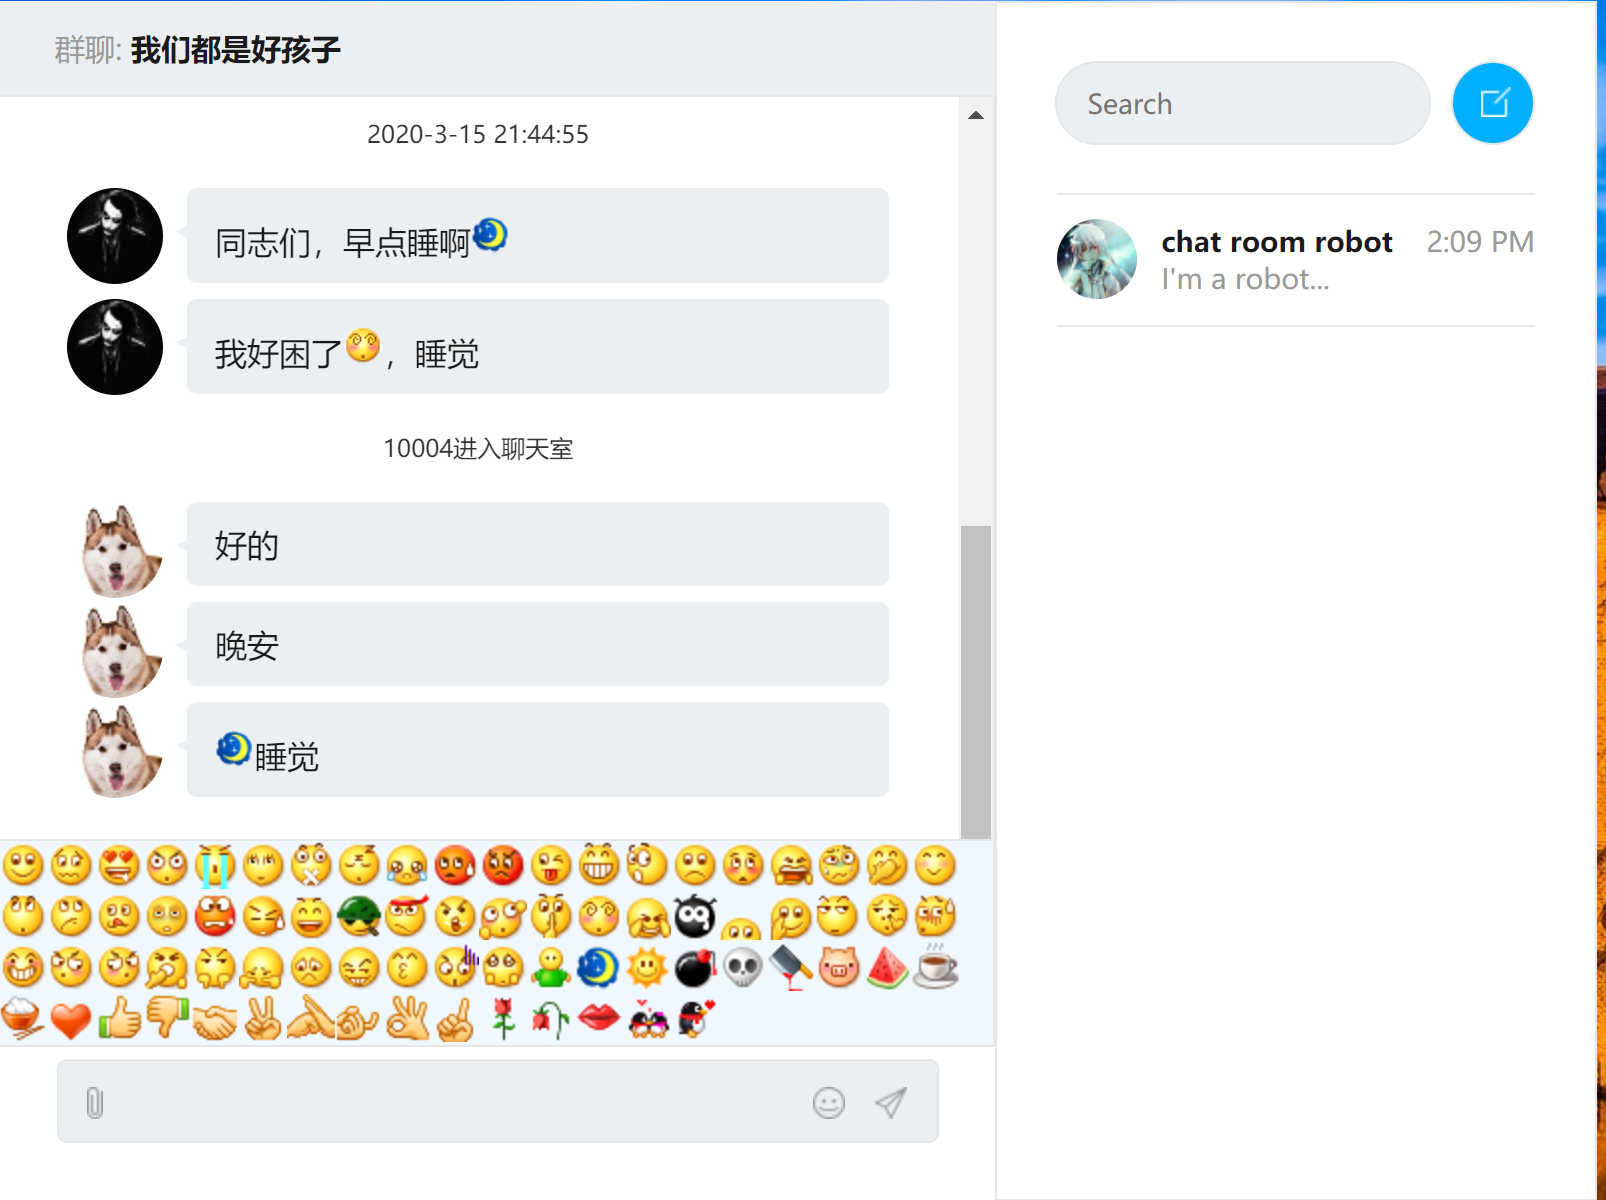 群聊: 我们都是好孩子
2020-3-15 21:44:55
同志们，早点睡啊
我好困了，睡觉
10004进入聊天室
好的
晚安
睡觉
Search
chat room robot 2:09 PM
I'm a robot...